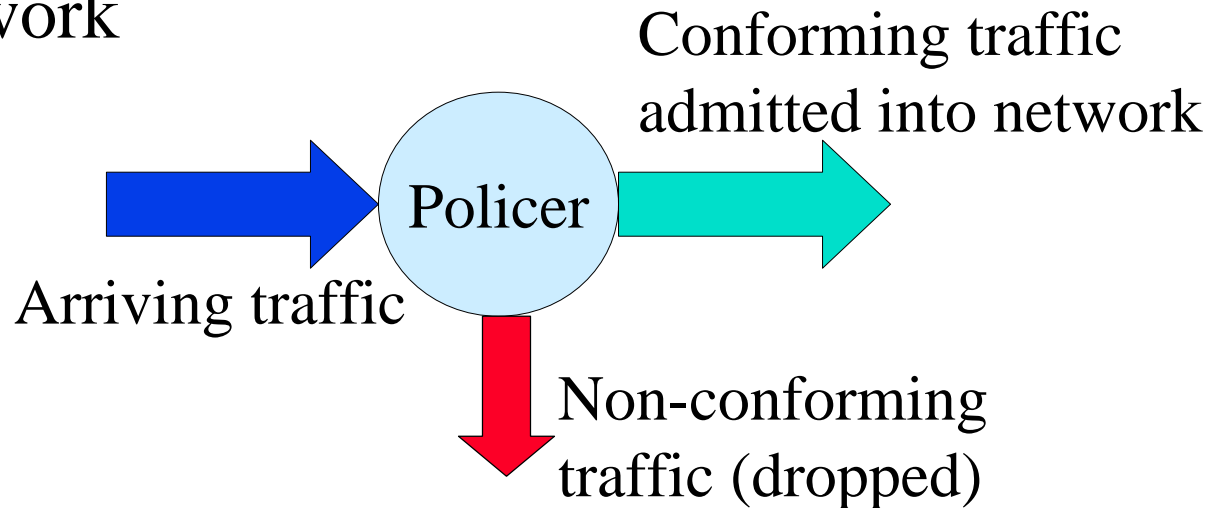 Conforming traffic
admitted into network
Policer
Arriving traffic
Non-conforming
traffic (dropped)